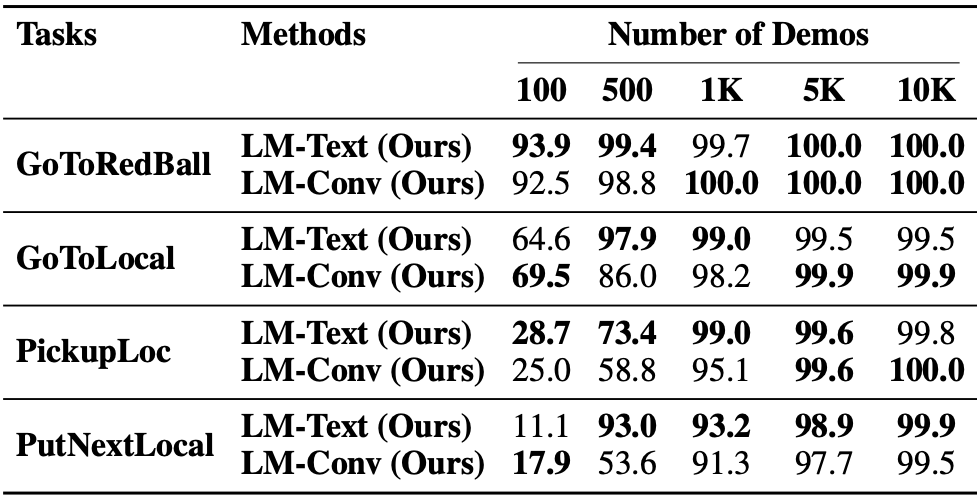 Tasks Methods Number of Demos
100 500 1K 5K 10K
GoToRedBall LM-Text (Ours) 93.9 99.4 99.7 100.0 100.0
LM-Conv (Ours) 92.5 98.8 100.0 100.0 100.0
GoToLocal LM-Text (Ours) 64.6 97.9 99.0 99.5 99.5
LM-Conv (Ours) 69.5 86.0 98.2 99.9 99.9
PickupLoc LM-Text (Ours) 28.7 73.4 99.0 99.6 99.8
LM-Conv (Ours) 25.0 58.8 95.1 99.6 100.0
PutNextLocal LM-Text (Ours) 11.1 93.0 93.2 98.9 99.9
LM-Conv (Ours) 17.9 53.6 91.3 97.7 99.5